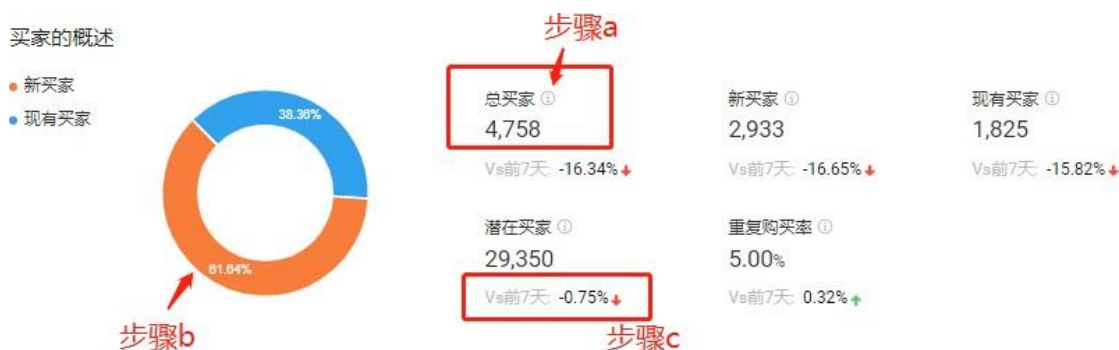 步骤a
买家的概述
新买家
现有买家
38.36%
61.64%
步骤b
总买家
4,758
Vs前7天: -16.34%
新买家
2,933
Vs前7天: -16.65%
现有买家
1,825
Vs前7天: -15.82%
潜在买家
29,350
Vs前7天: -0.75%
步骤c
重复购买率
5.00%
Vs前7天: 0.32%